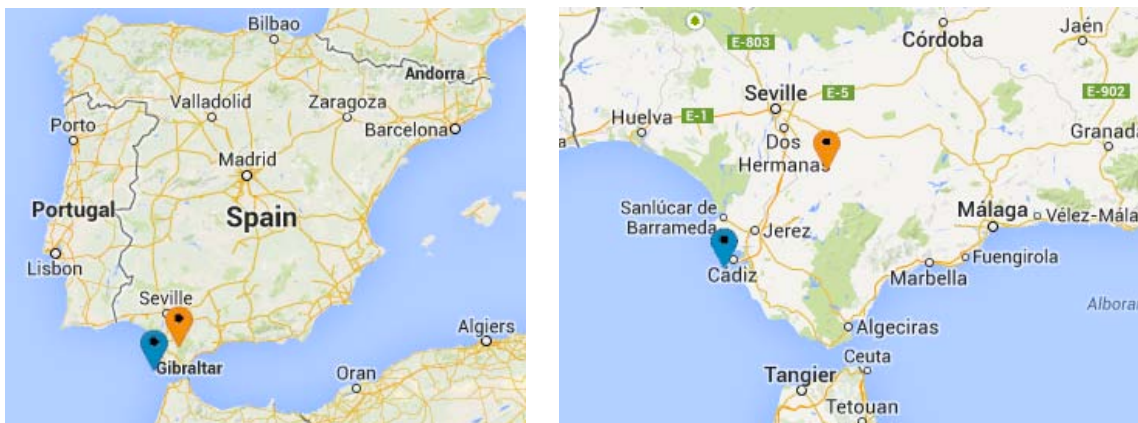 Bilbao
Andorra
Valladolid
Zaragoza
Porto
Barcelona
Madrid
Portugal
Spain
Lisbon
Seville
Algiers
Gibraltar
Oran
E-803
Córdoba
Jaén
Seville
E-5
E-902
Huelva
E-1
Dos
Hermanas
Granada
Sanlúcar de
Barrameda
Málaga
Vélez-Mála
Jerez
Cádiz
Fuengirola
Marbella
Alborar
Algeciras
Ceuta
Tangier
Tetouan